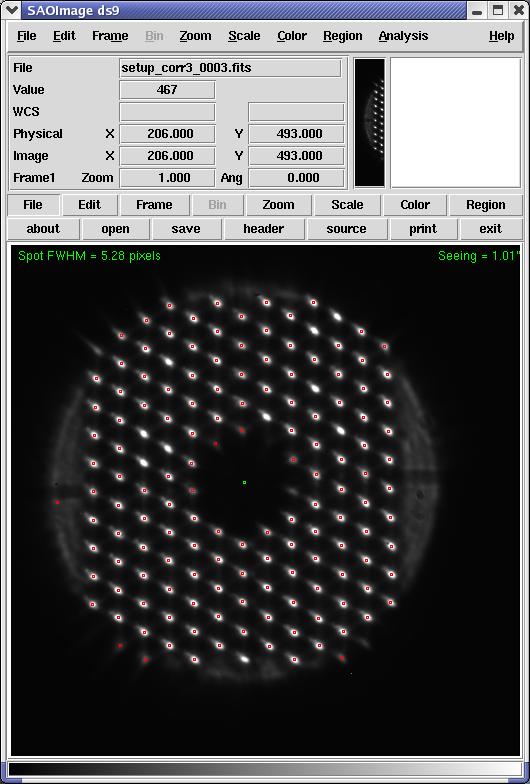 SAOImage ds9
File Edit Frame Bin Zoom Scale Color Region Analysis Help
File setup_corr3_0003.fits
Value 467
WCS
Physical X 206.000 Y 493.000
Image X 206.000 Y 493.000
Frame1 Zoom 1.000 Ang 0.000
File Edit Frame Bin Zoom Scale Color Region
about open save header source print exit
Spot FWHM = 5.28 pixels Seeing = 1.01"